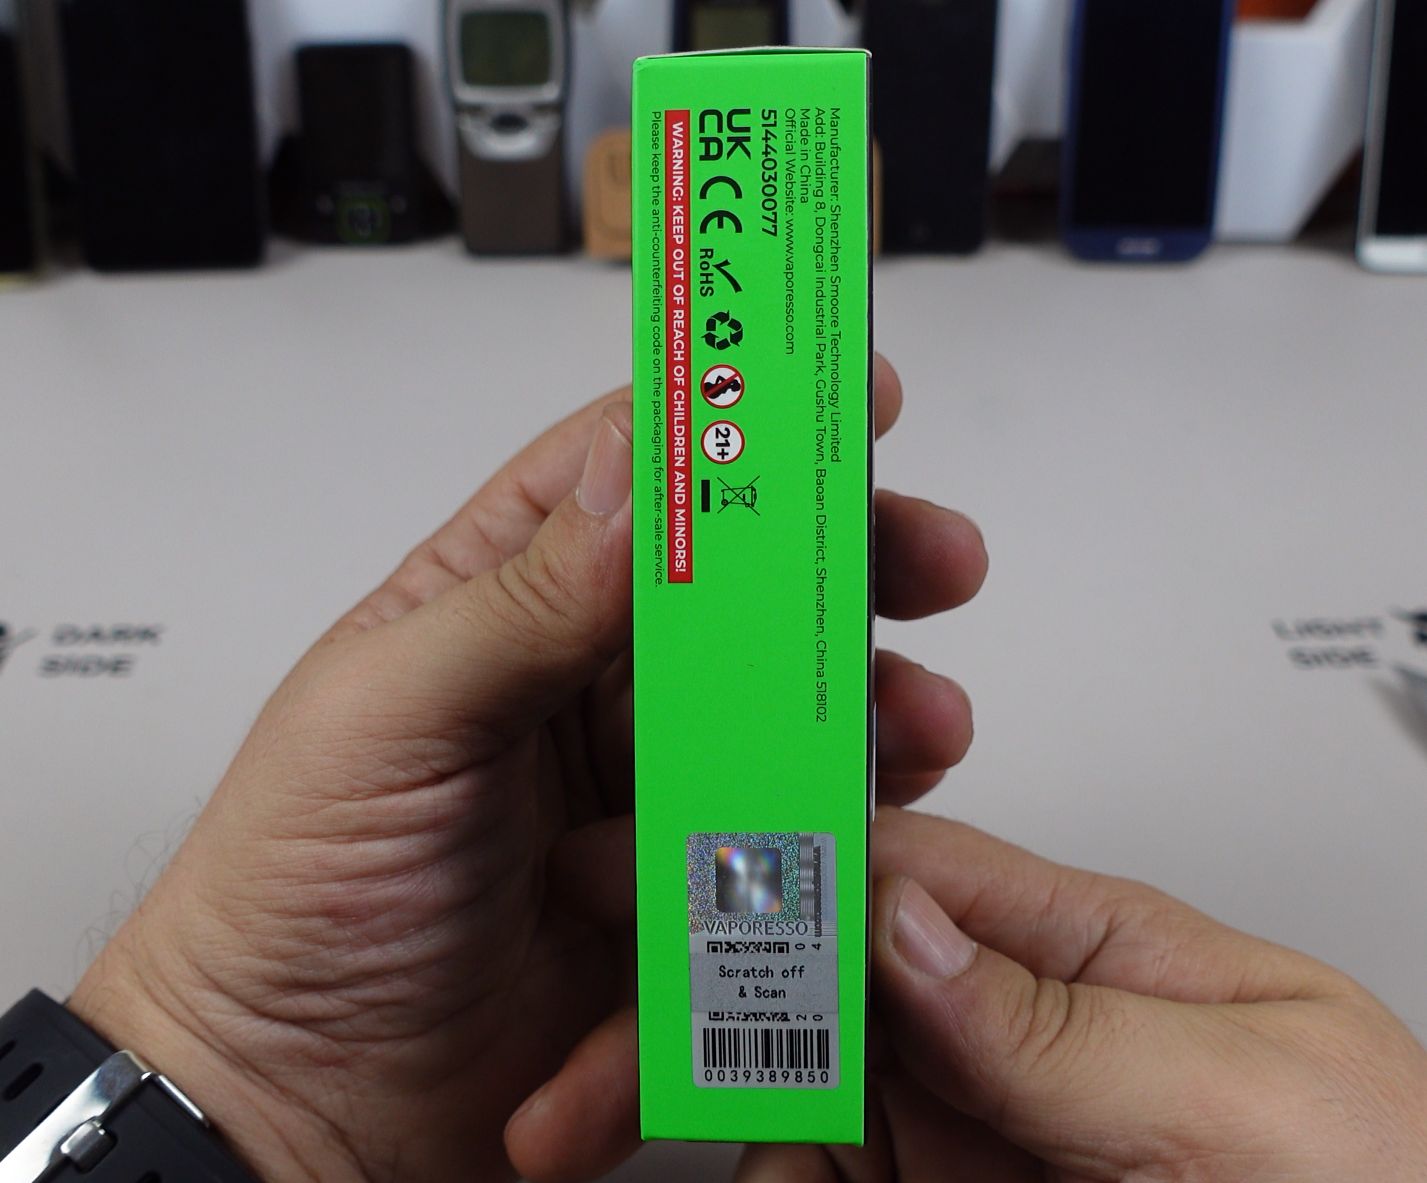 Manufacturer: Shenzhen Smoore Technology Limited
Add: Building 8, Dongcai Industrial Park, Gushu Town, Baoan District, Shenzhen, China 518102
Made in China
Official Website: www.vaporesso.com
5144030077
UK
CA
CE
RoHS
21+
WARNING: KEEP OUT OF REACH OF CHILDREN AND MINORS!
Please keep the anti-counterfeiting code on the packaging for after-sale service.
VAPORESSO
Scratch off
& Scan
0039389850
DARK
SIDE
LIGHT
SIDE